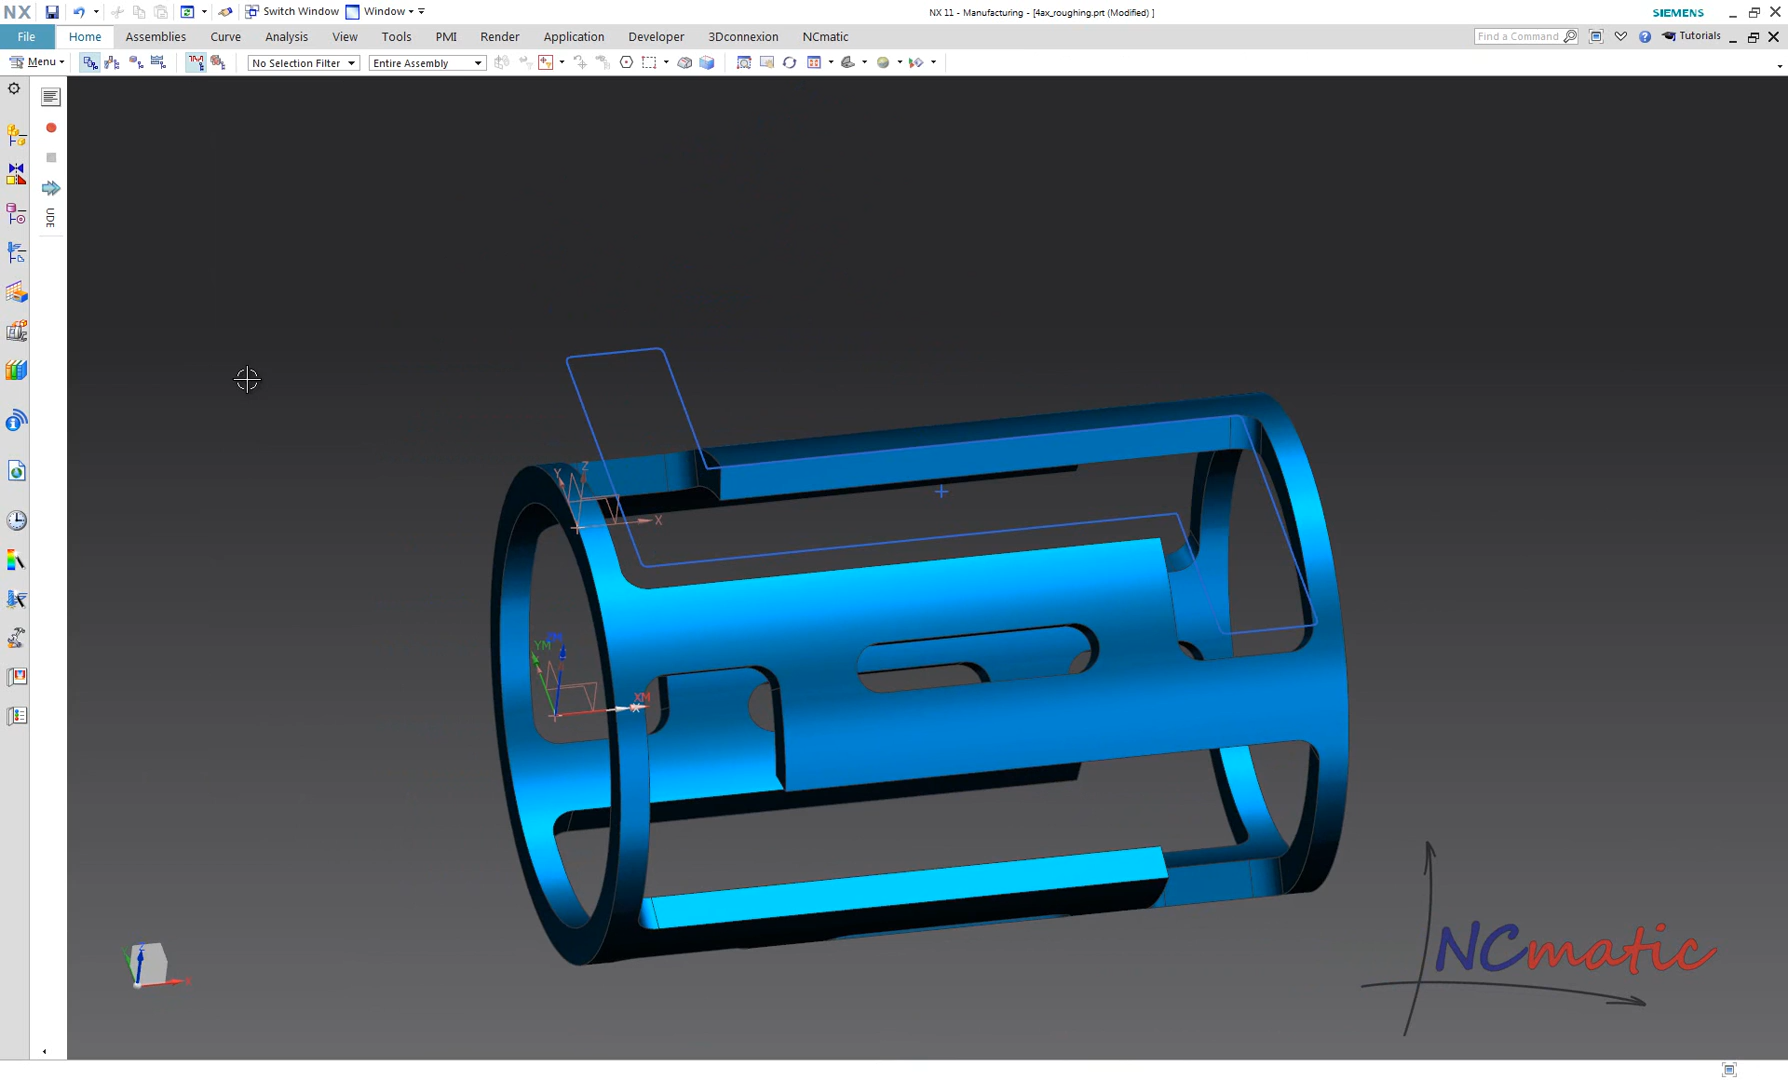 NX Switch Window Window NX 11 - Manufacturing - [4ax_roughing.prt (Modified) ] SIEMENS
File Home Assemblies Curve Analysis View Tools PMI Render Application Developer 3Dconnexion NCmatic Find a Command Tutorials
Menu No Selection Filter Entire Assembly
UDE
Z
Y
X
YM
XM
X
NCmatic